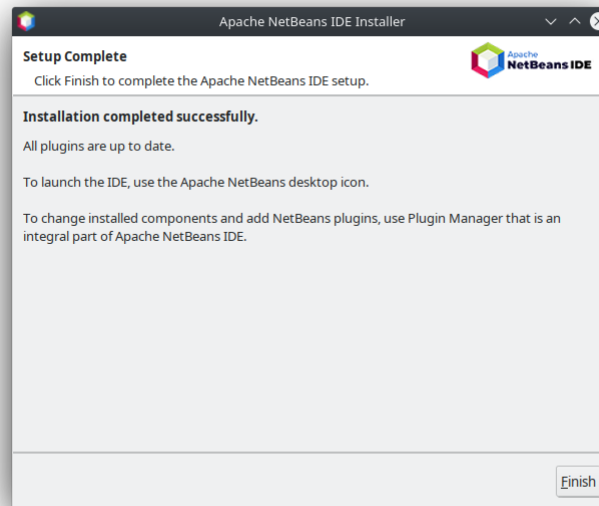 Apache NetBeans IDE Installer
Setup Complete
Click Finish to complete the Apache NetBeans IDE setup.
Apache
NetBeans IDE
Installation completed successfully.
All plugins are up to date.
To launch the IDE, use the Apache NetBeans desktop icon.
To change installed components and add NetBeans plugins, use Plugin Manager that is an
integral part of Apache NetBeans IDE.
Finish